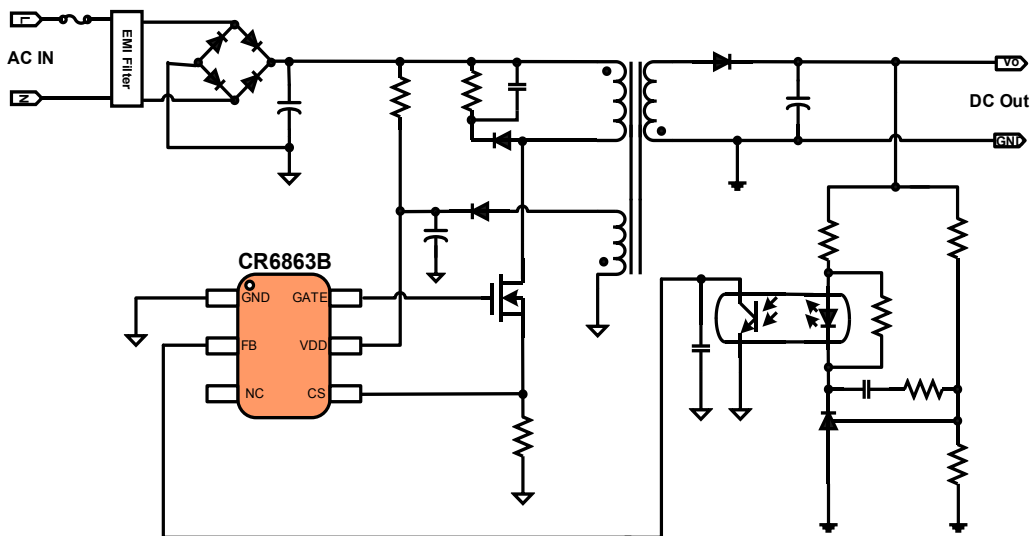 L
AC IN
N
EMI Filter
Vo
DC Out
GND
CR6863B
GND
GATE
FB
VDD
NC
CS